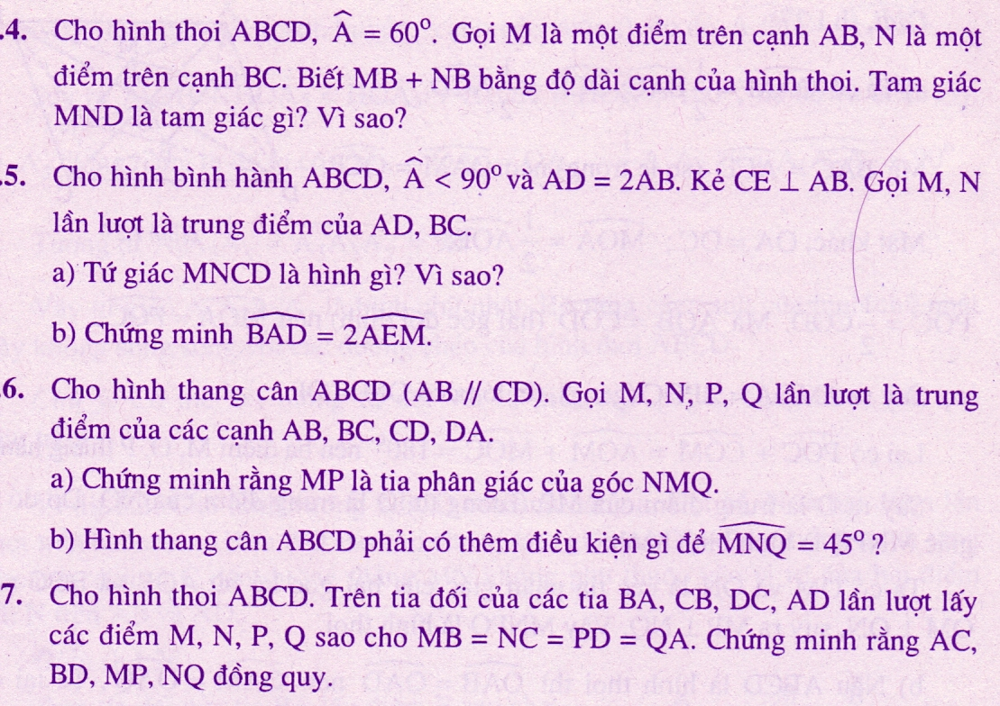 .4. Cho hình thoi ABCD, Â = 60°. Gọi M là một điểm trên cạnh AB, N là một
điểm trên cạnh BC. Biết MB + NB bằng độ dài cạnh của hình thoi. Tam giác
MND là tam giác gì? Vì sao?
.5. Cho hình bình hành ABCD, Â < 90° và AD = 2AB. Kẻ CE ⊥ AB. Gọi M, N
lần lượt là trung điểm của AD, BC.
a) Tứ giác MNCD là hình gì? Vì sao?
b) Chứng minh \widehat{BAD} = 2\widehat{AEM}.
.6. Cho hình thang cân ABCD (AB // CD). Gọi M, N, P, Q lần lượt là trung
điểm của các canh AB, BC, CD, DA.
a) Chứng minh rằng MP là tia phân giác của góc NMQ.
b) Hình thang cân ABCD phải có thêm điều kiện gì để \widehat{MNQ} = 45° ?
7. Cho hình thoi ABCD. Trên tia đối của các tia BA, CB, DC, AD lần lượt lấy
các điểm M, N, P, Q sao cho MB = NC = PD = QA. Chứng minh rằng AC,
BD, MP, NQ đồng quy.